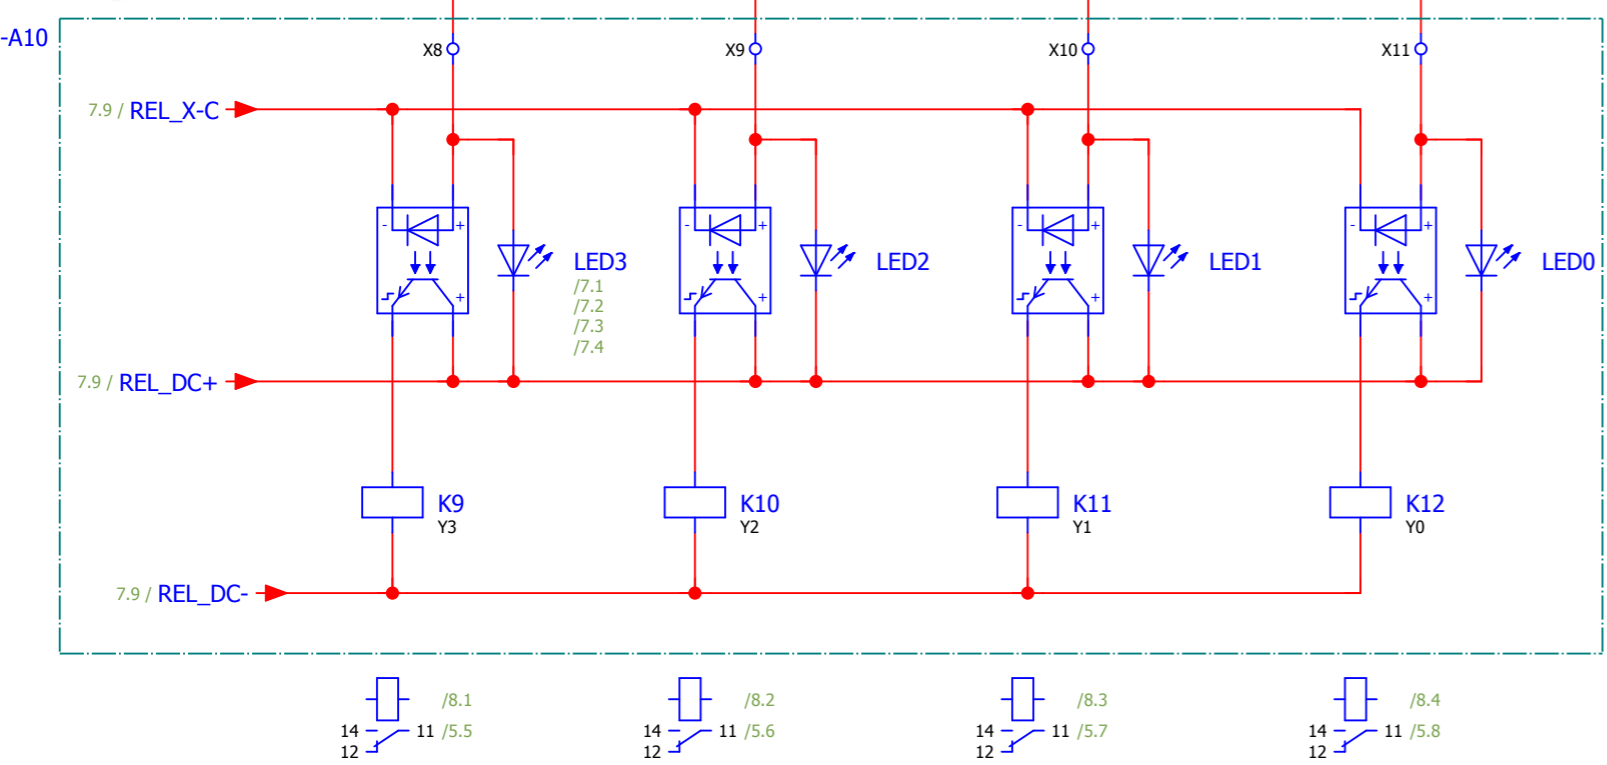 -A10
X8
X9
X10
X11
7.9 / REL_X-C
- +
- +
- +
- +
LED3
LED2
LED1
LED0
/7.1
/7.2
/7.3
/7.4
+
+
+
+
7.9 / REL_DC+
K9
Y3
K10
Y2
K11
Y1
K12
Y0
7.9 / REL_DC-
/8.1
14 11 /5.5
12
/8.2
14 11 /5.6
12
/8.3
14 11 /5.7
12
/8.4
14 11 /5.8
12